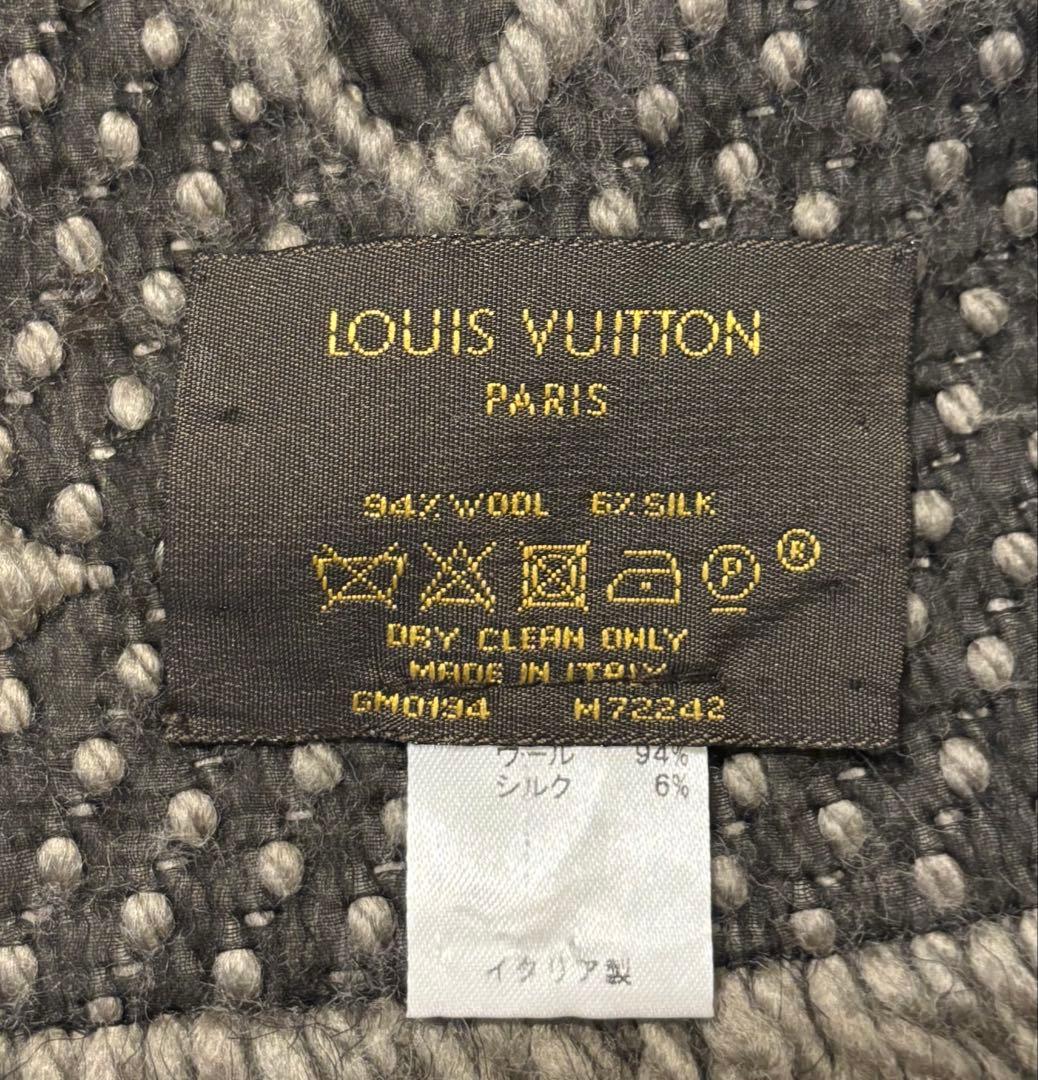 LOUIS VUITTON
PARIS
94% WOOL 6% SILK
P ®
DRY CLEAN ONLY
MADE IN ITALY
GM0194 M72242
ウール 94%
シルク 6%
イタリア製